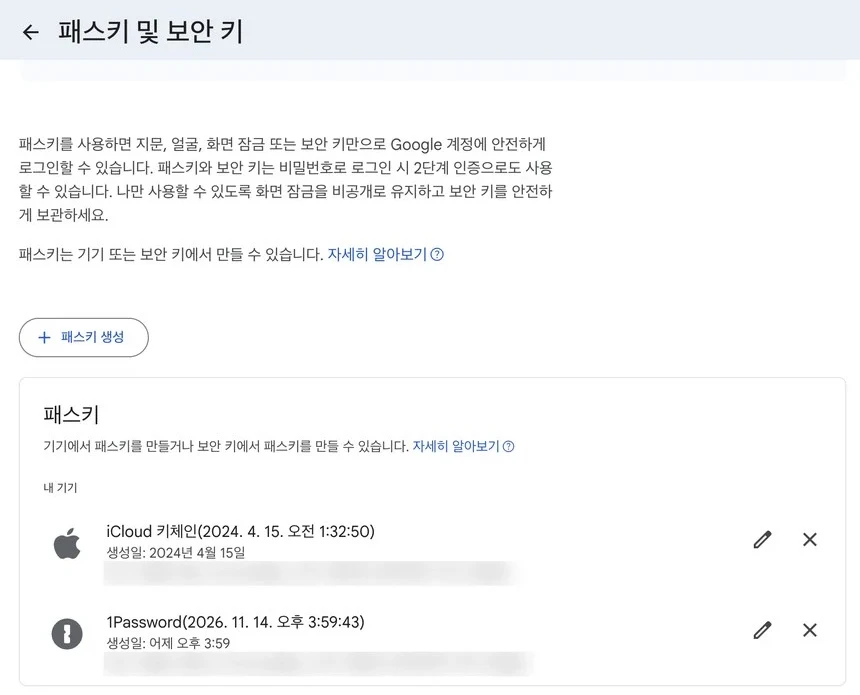 패스키 및 보안 키
패스키를 사용하면 지문, 얼굴, 화면 잠금 또는 보안 키만으로 Google 계정에 안전하게
로그인할 수 있습니다. 패스키와 보안 키는 비밀번호로 로그인 시 2단계 인증으로도 사용
할 수 있습니다. 나만 사용할 수 있도록 화면 잠금을 비공개로 유지하고 보안 키를 안전하
게 보관하세요.
패스키는 기기 또는 보안 키에서 만들 수 있습니다. 자세히 알아보기
패스키 생성
패스키
기기에서 패스키를 만들거나 보안 키에서 패스키를 만들 수 있습니다. 자세히 알아보기
내 기기
iCloud 키체인(2024. 4. 15. 오전 1:32:50)
생성일: 2024년 4월 15일
1Password(2026. 11. 14. 오후 3:59:43)
생성일: 어제 오후 3:59